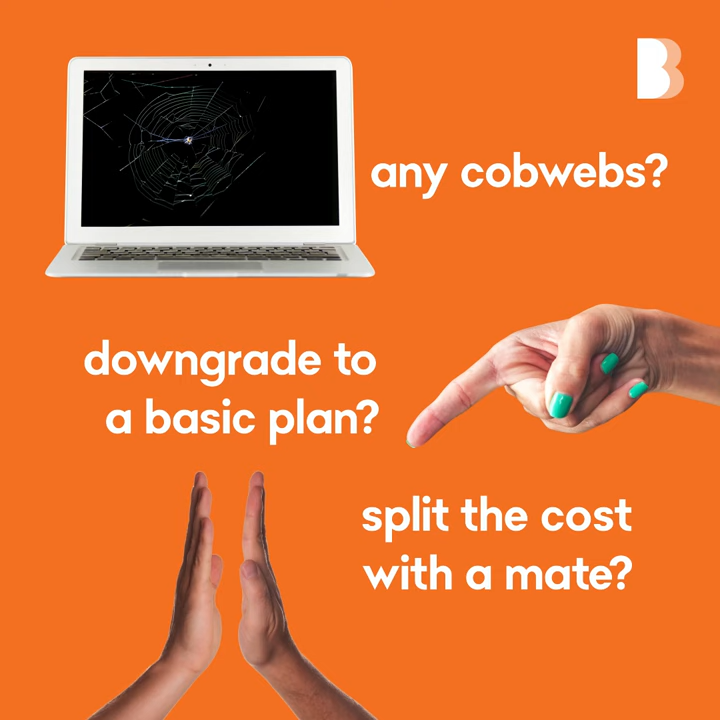 B
any cobwebs?
downgrade to
a basic plan?
split the cost
with a mate?